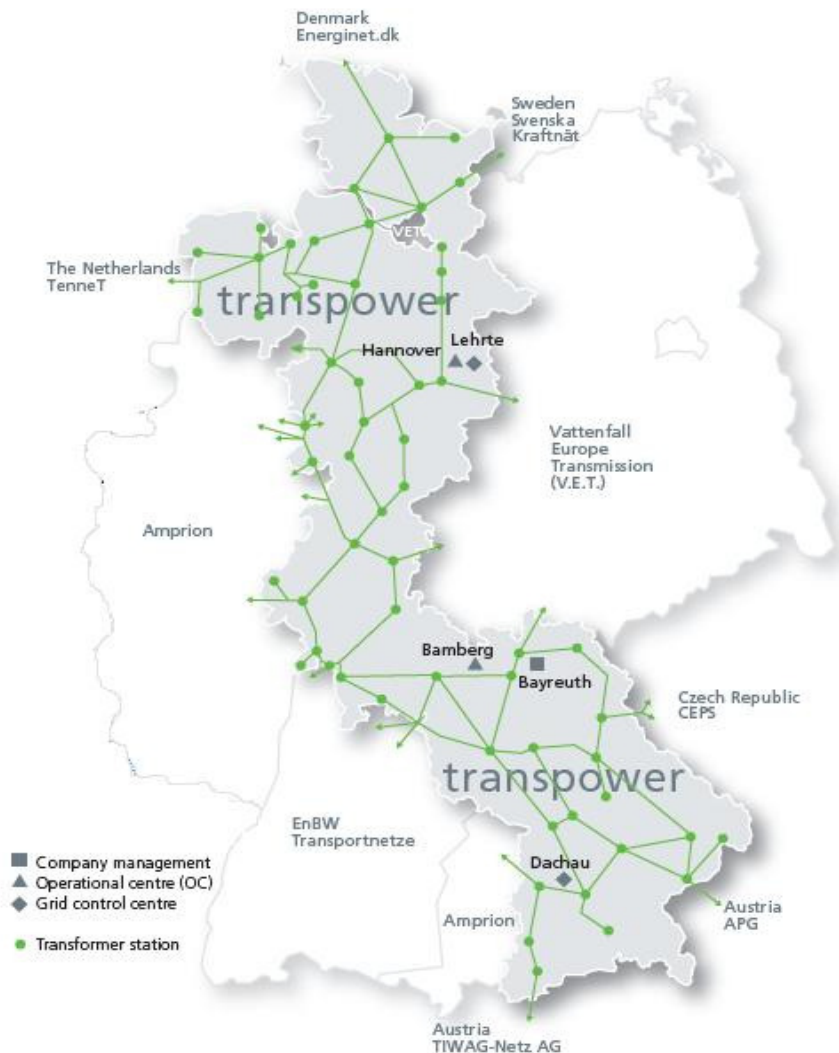 Denmark
Energinet.dk
Sweden
Svenska
Kraftnät
VET
The Netherlands
TenneT
transpower
Hannover
Lehrte
Vattenfall
Europe
Transmission
(V.E.T.)
Amprion
Bamberg
Bayreuth
Czech Republic
CEPS
transpower
EnBW
Transportnetze
Company management
Operational centre (OC)
Grid control centre
Transformer station
Dachau
Amprion
Austria
APG
Austria
TIWAG-Netz AG